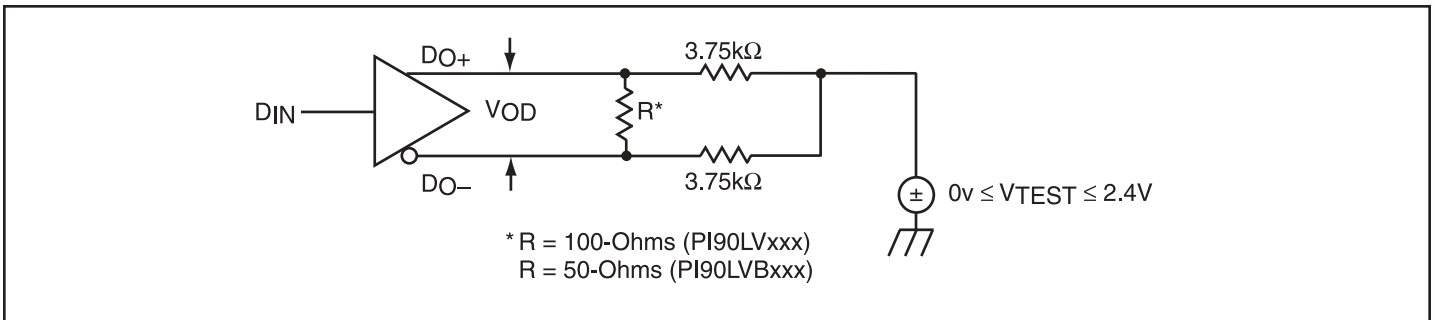 DO+
3.75kΩ
DIN
VOD
R*
±
0v ≤ VTEST ≤ 2.4V
DO–
3.75kΩ
* R = 100-Ohms (PI90LVxxx)
R = 50-Ohms (PI90LVBxxx)